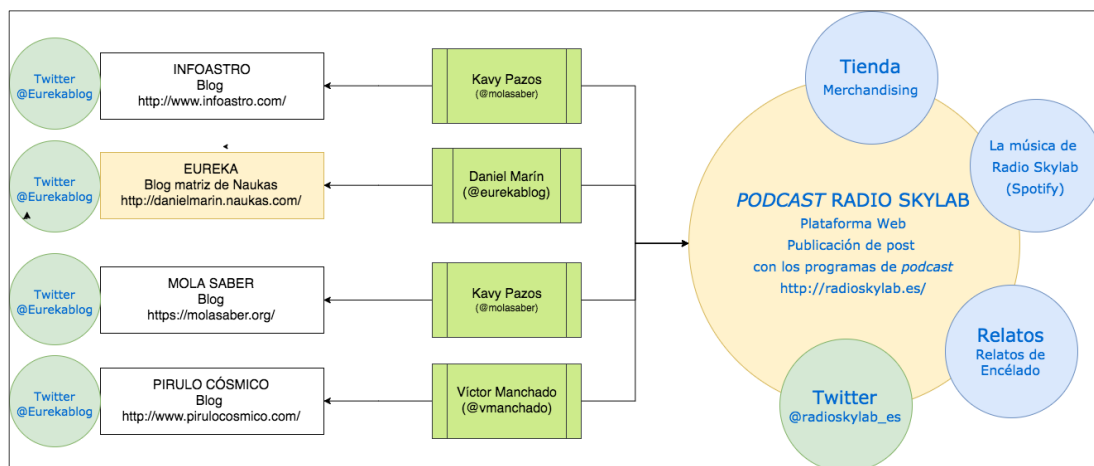 Twitter
@Eurekablog
INFOASTRO
Blog
http://www.infoastro.com/
Kavy Pazos
(@molasaber)
Twitter
@Eurekablog
EUREKA
Blog matriz de Naukas
http://danielmarin.naukas.com/
Daniel Marín
(@eurekablog)
Twitter
@Eurekablog
MOLA SABER
Blog
https://molasaber.org/
Kavy Pazos
(@molasaber)
Twitter
@Eurekablog
PIRULO CÓSMICO
Blog
http://www.pirulocosmico.com/
Víctor Manchado
(@vmanchado)
Tienda
Merchandising
La música de
Radio Skylab
(Spotify)
PODCAST RADIO SKYLAB
Plataforma Web
Publicación de post
con los programas de podcast
http://radioskylab.es/
Relatos
Relatos de
Encélado
Twitter
@radioskylab_es